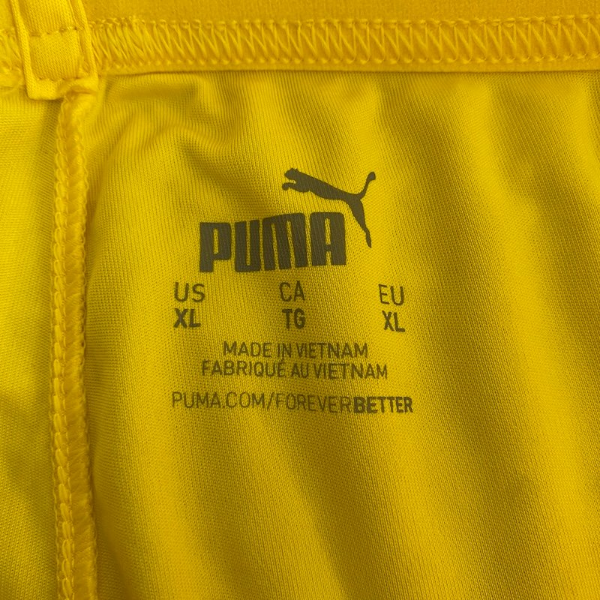 PUMA
US CA EU
XL TG XL
MADE IN VIETNAM
FABRIQUÉ AU VIETNAM
PUMA.COM/FOREVERBETTER